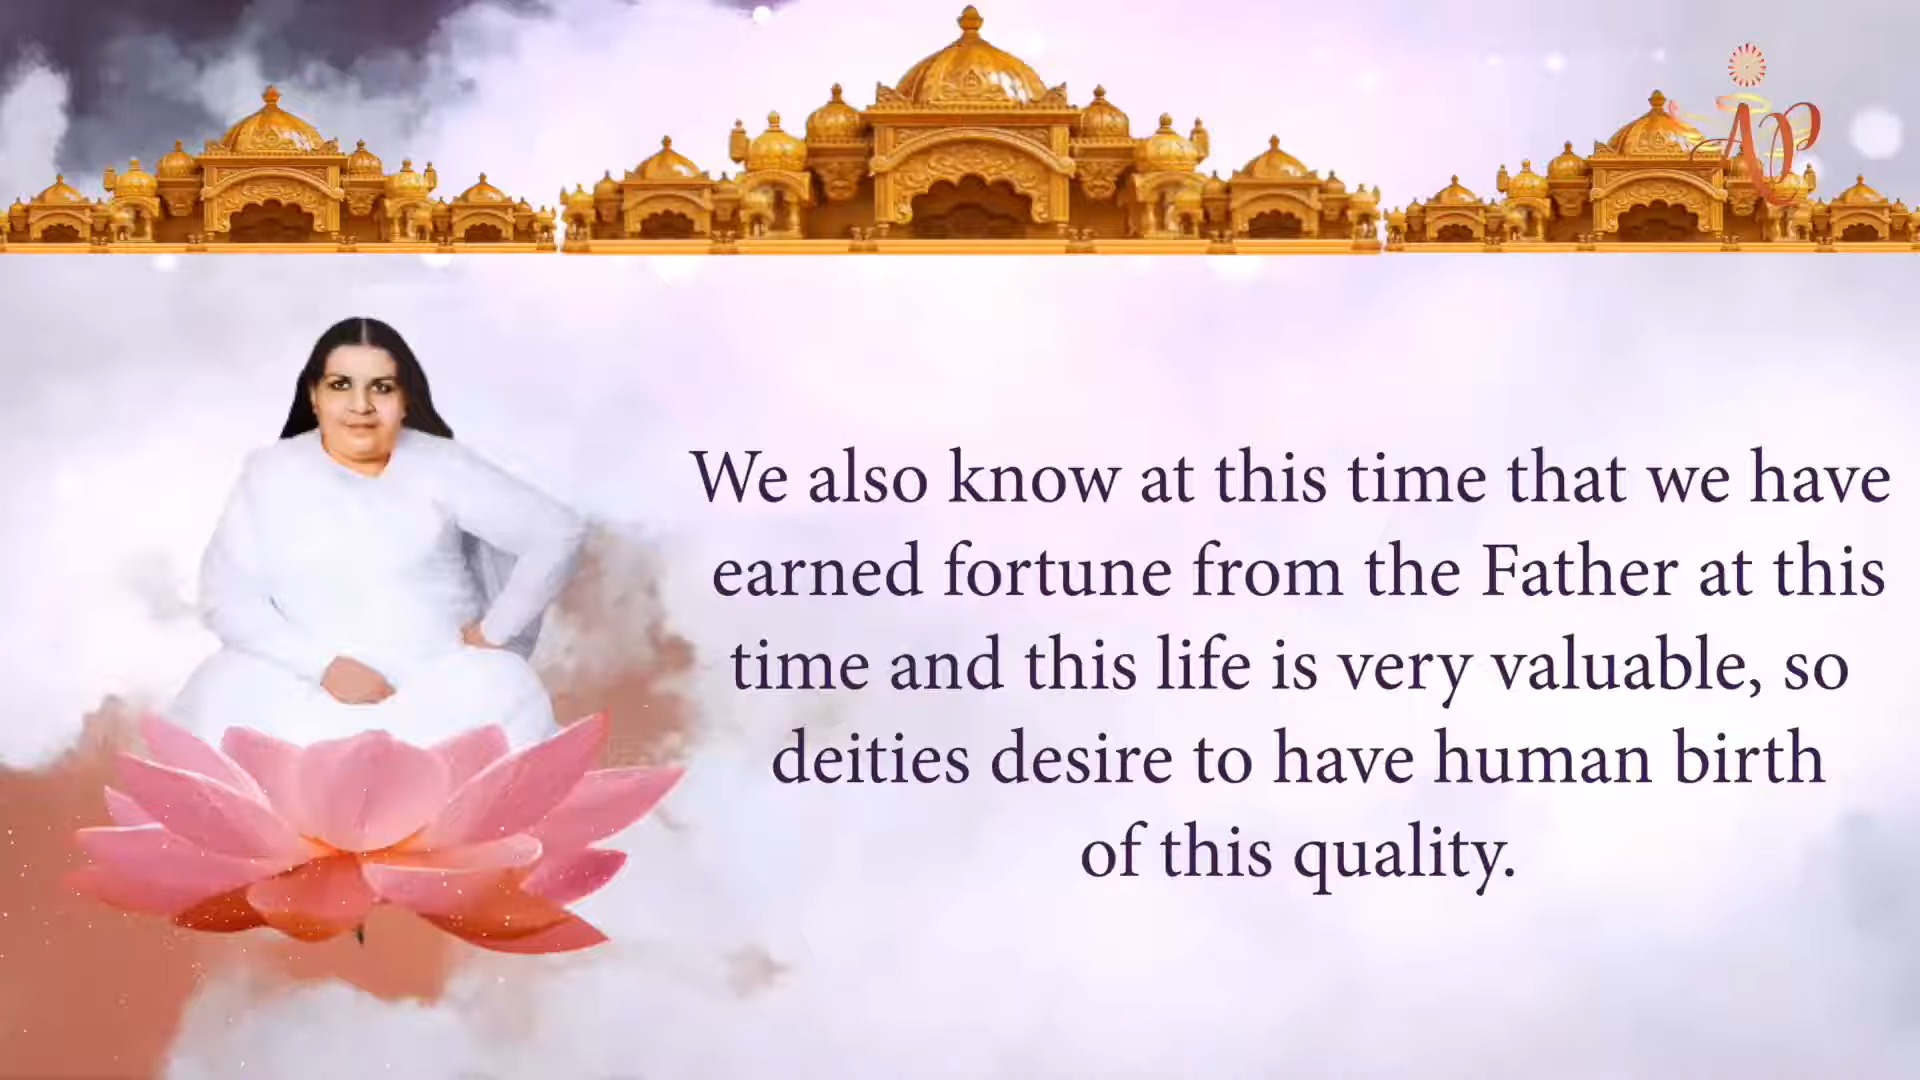 AP
We also know at this time that we have
earned fortune from the Father at this
time and this life is very valuable, so
deities desire to have human birth
of this quality.